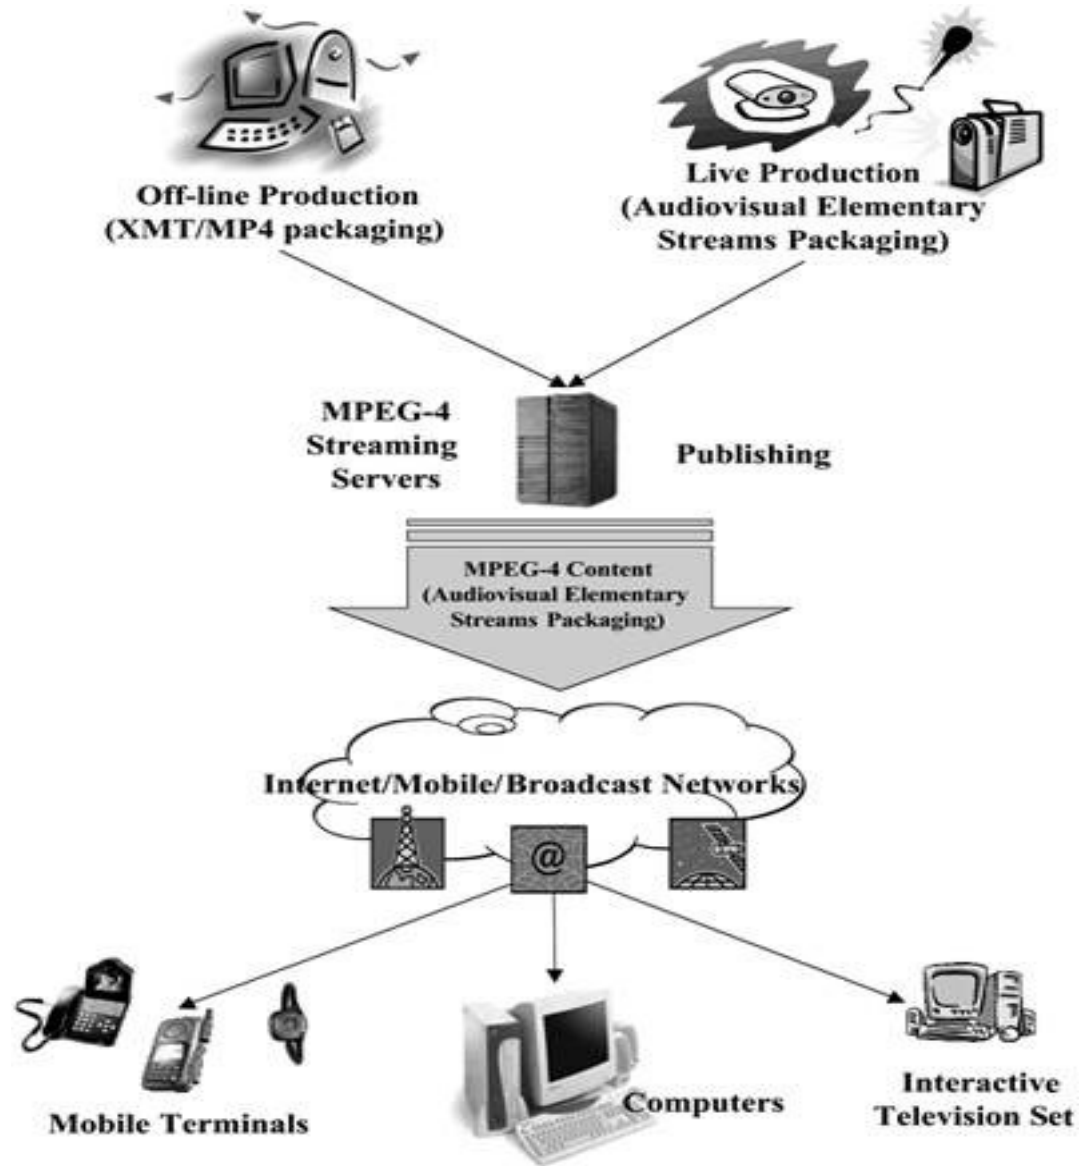 Off-line Production
(XMT/MP4 packaging)
Live Production
(Audiovisual Elementary
Streams Packaging)
MPEG-4
Streaming
Servers
Publishing
MPEG-4 Content
(Audiovisual Elementary
Streams Packaging)
Internet/Mobile/Broadcast Networks
@
Mobile Terminals
Computers
Interactive
Television Set